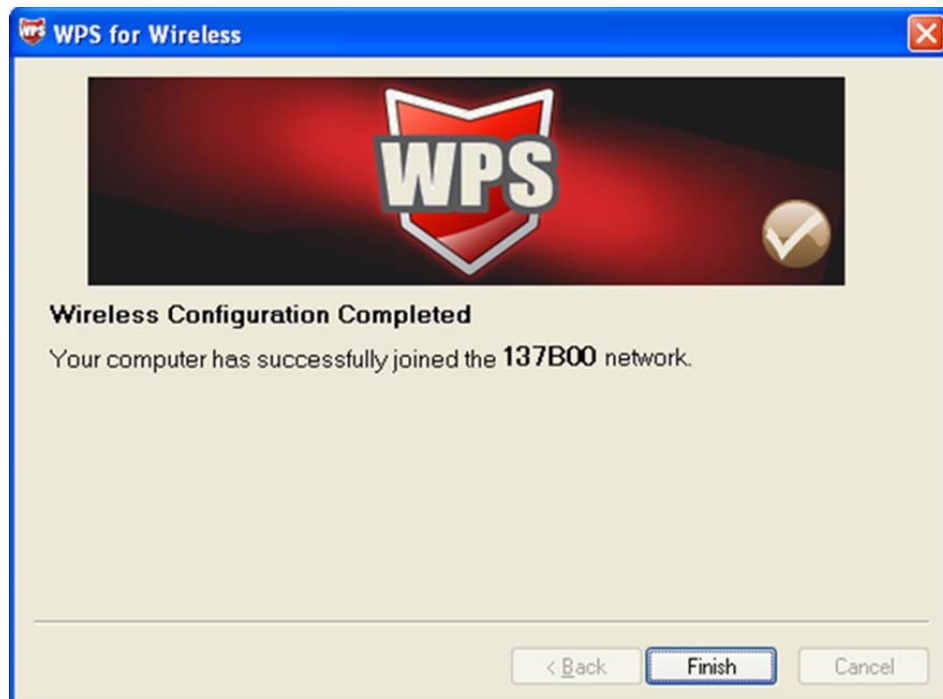 WPS for Wireless
WPS
Wireless Configuration Completed
Your computer has successfully joined the 137B00 network.
< Back
Finish
Cancel